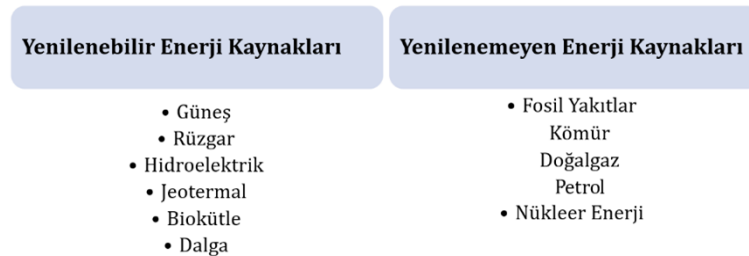 Yenilenebilir Enerji Kaynakları
• Güneş
• Rüzgar
• Hidroelektrik
• Jeotermal
• Biokütle
• Dalga
Yenilenemeyen Enerji Kaynakları
• Fosil Yakıtlar
Kömür
Doğalgaz
Petrol
• Nükleer Enerji